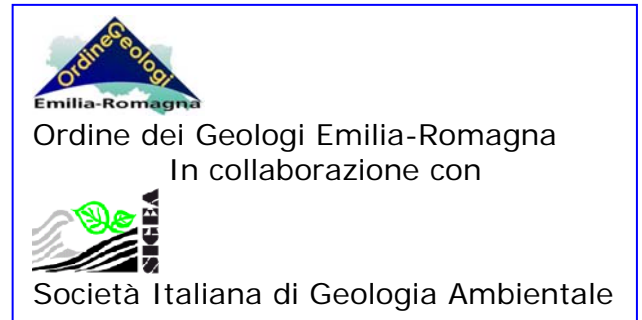 OrdineGeologi
Emilia-Romagna
Ordine dei Geologi Emilia-Romagna
In collaborazione con
SIGEA
Società Italiana di Geologia Ambientale